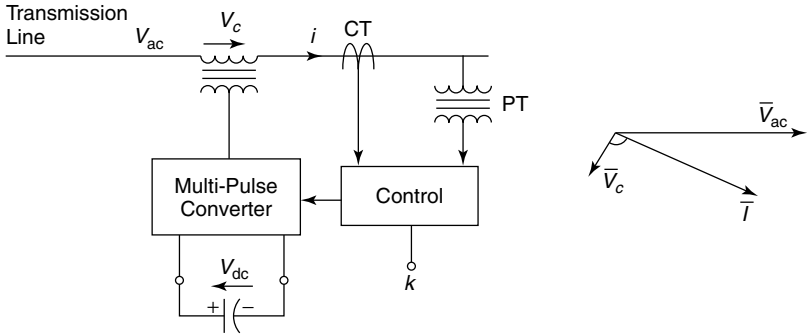 Transmission
Line
V_ac
V_c
i
CT
PT
Multi-Pulse
Converter
Control
V_dc
+ −
k
V̅_ac
V̅_c
I̅